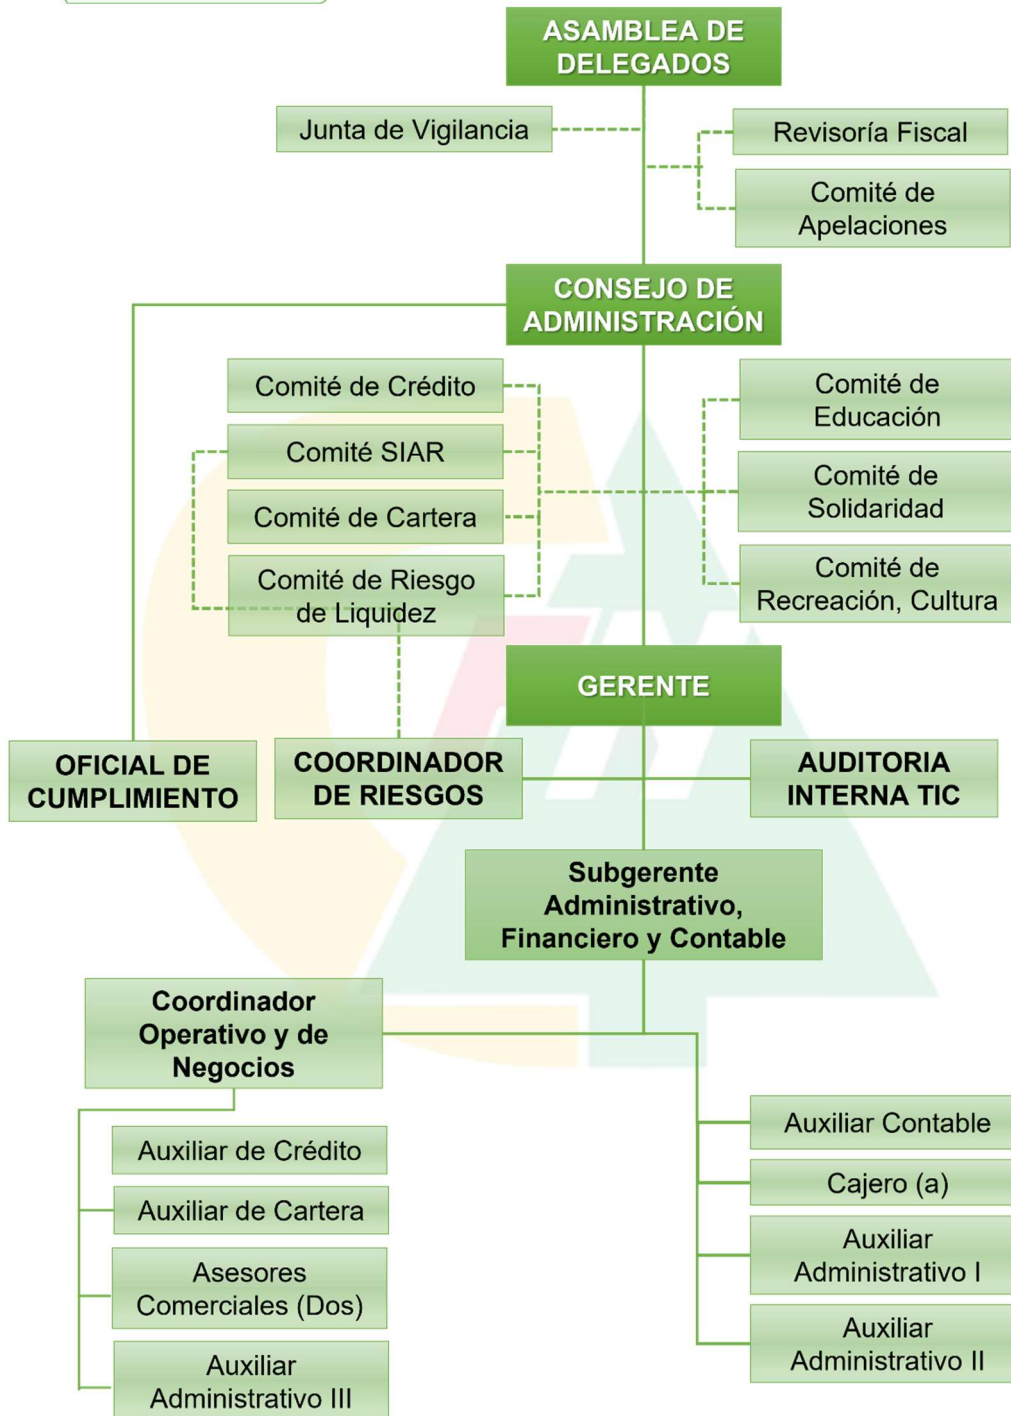 ASAMBLEA DE
DELEGADOS
Junta de Vigilancia
Revisoría Fiscal
Comité de
Apelaciones
CONSEJO DE
ADMINISTRACIÓN
Comité de Crédito
Comité SIAR
Comité de Cartera
Comité de Riesgo
de Liquidez
Comité de
Educación
Comité de
Solidaridad
Comité de
Recreación, Cultura
GERENTE
OFICIAL DE
CUMPLIMIENTO
COORDINADOR
DE RIESGOS
AUDITORIA
INTERNA TIC
Subgerente
Administrativo,
Financiero y Contable
Coordinador
Operativo y de
Negocios
Auxiliar de Crédito
Auxiliar de Cartera
Asesores
Comerciales (Dos)
Auxiliar
Administrativo III
Auxiliar Contable
Cajero (a)
Auxiliar
Administrativo I
Auxiliar
Administrativo II